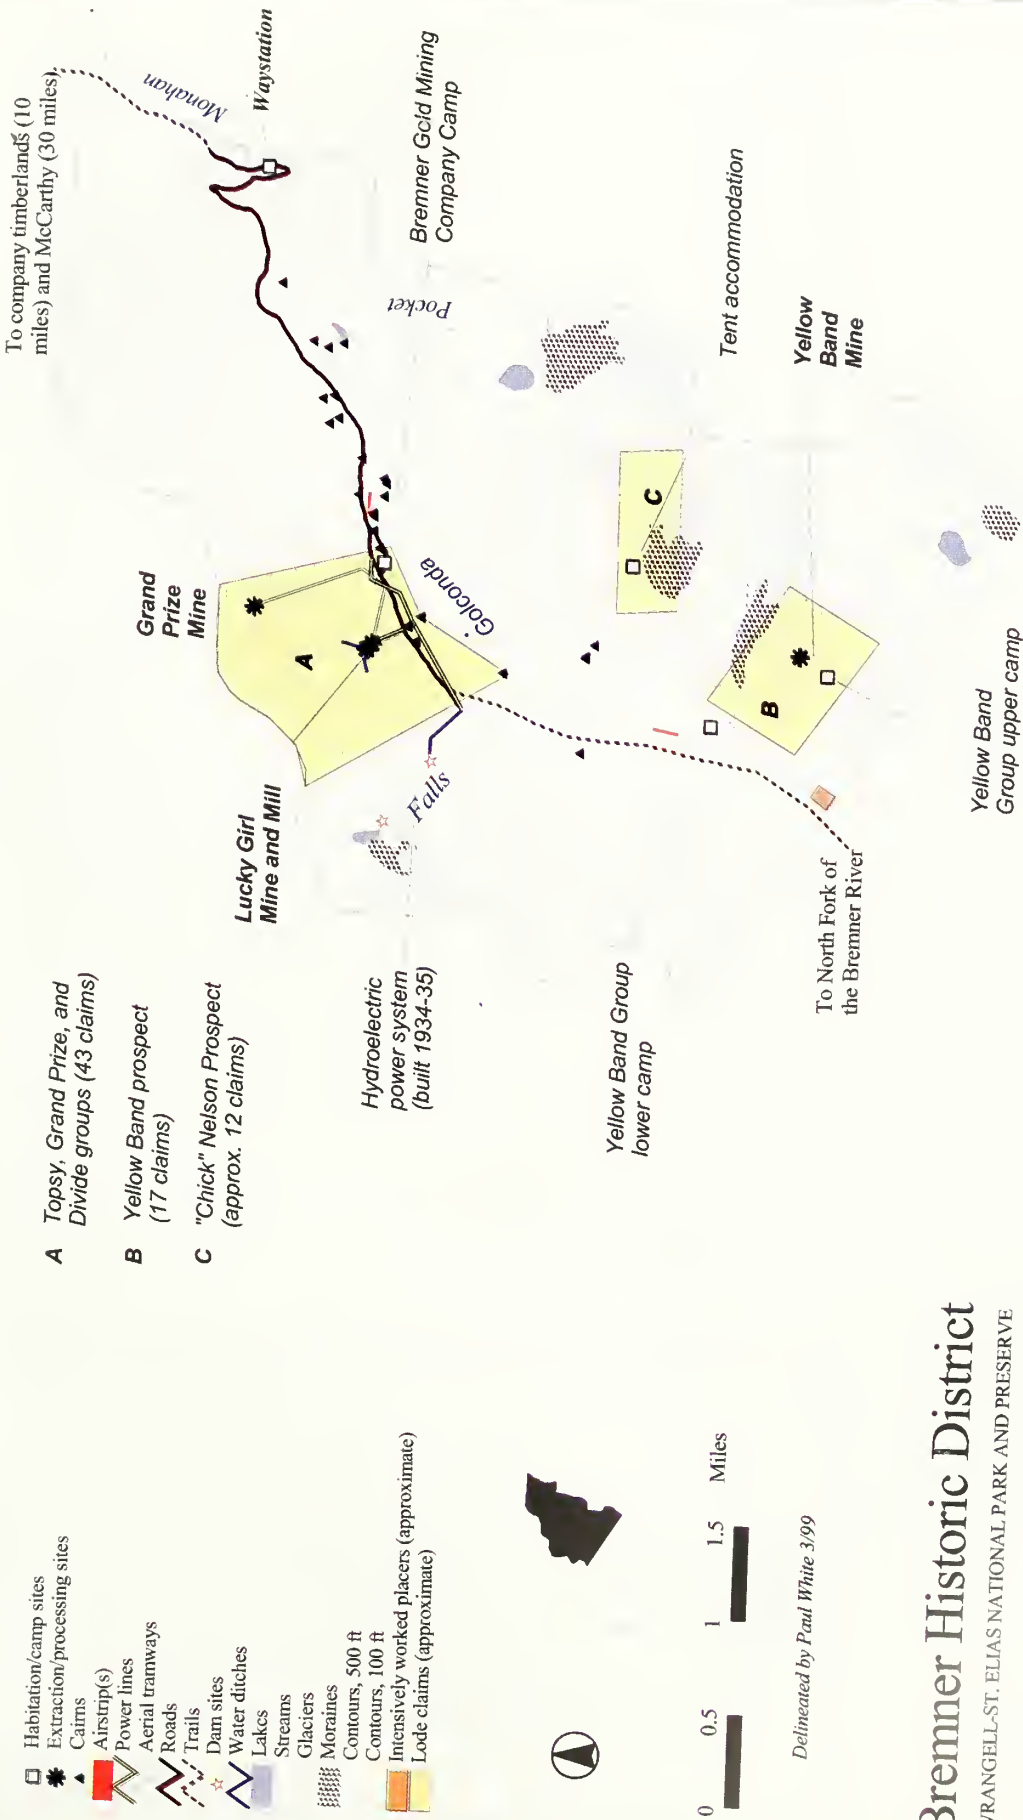 To company timberlands (10
miles) and McCarthy (30 miles)
Monahan
Waystation
Bremner Gold Mining
Company Camp
Pocket
Grand
Prize
Mine
A
Golconda
Lucky Girl
Mine and Mill
Falls
Hydroelectric
power system
(built 1934-35)
Tent accommodation
C
Yellow
Band
Mine
B
Yellow Band Group
lower camp
To North Fork of
the Bremner River
Yellow Band
Group upper camp
A Topsy, Grand Prize, and
Divide groups (43 claims)
B Yellow Band prospect
(17 claims)
C "Chick" Nelson Prospect
(approx. 12 claims)
Habitation/camp sites
Extraction/processing sites
Cairns
Airstrip(s)
Power lines
Aerial tramways
Roads
Trails
Dam sites
Water ditches
Lakes
Streams
Glaciers
Moraines
Contours, 500 ft
Contours, 100 ft
Intensively worked placers (approximate)
Lode claims (approximate)
0 0.5 1 1.5 Miles
Delineated by Paul White 3/99
Bremner Historic District
WRANGELL-ST. ELIAS NATIONAL PARK AND PRESERVE